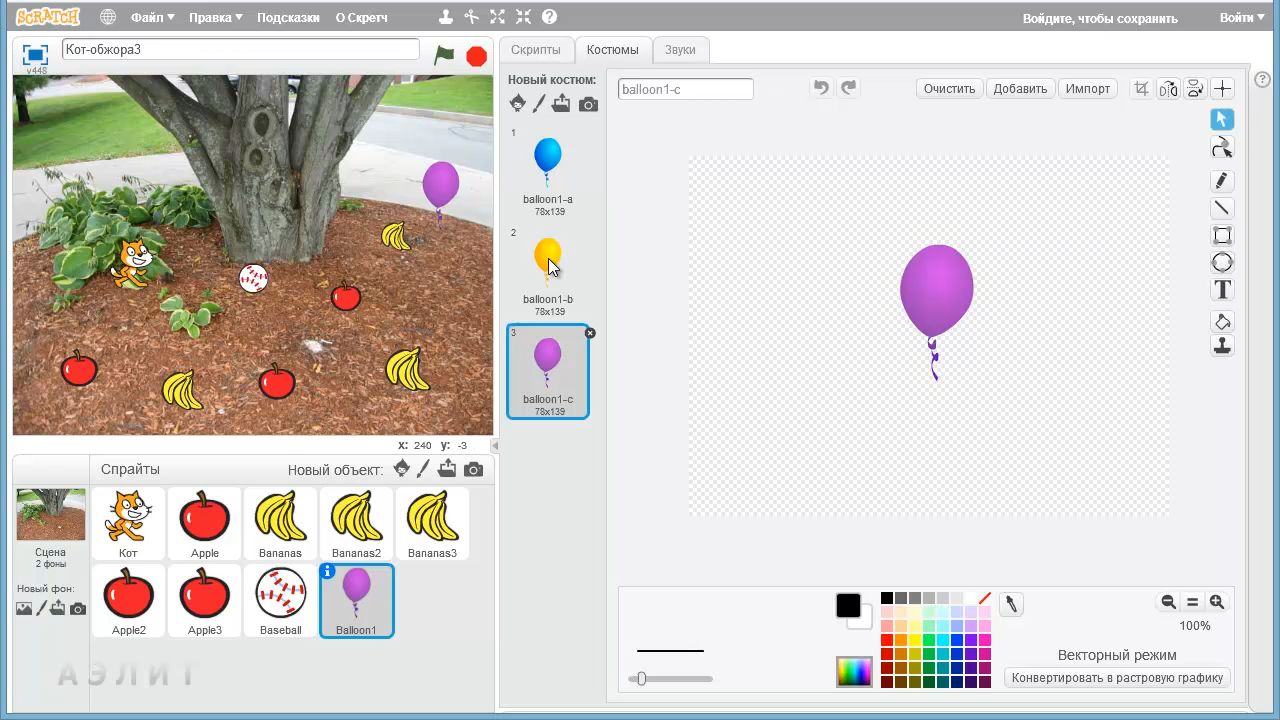 SCRATCH
Файл Правка Подсказки О Скретч
Войдите, чтобы сохранить Войти
v448
Кот-обжора3
Скрипты Костюмы Звуки
Новый костюм:
1
balloon1-a
78x139
2
balloon1-b
78x139
3
balloon1-c
78x139
balloon1-c
Очистить Добавить Импорт
T
x: 240 y: -3
Спрайты Новый объект:
Сцена
2 фоны
Новый фон:
Кот Apple Bananas Bananas2 Bananas3
Apple2 Apple3 Baseball Balloon1
100%
Векторный режим
Конвертировать в растровую графику
АЭЛИТ